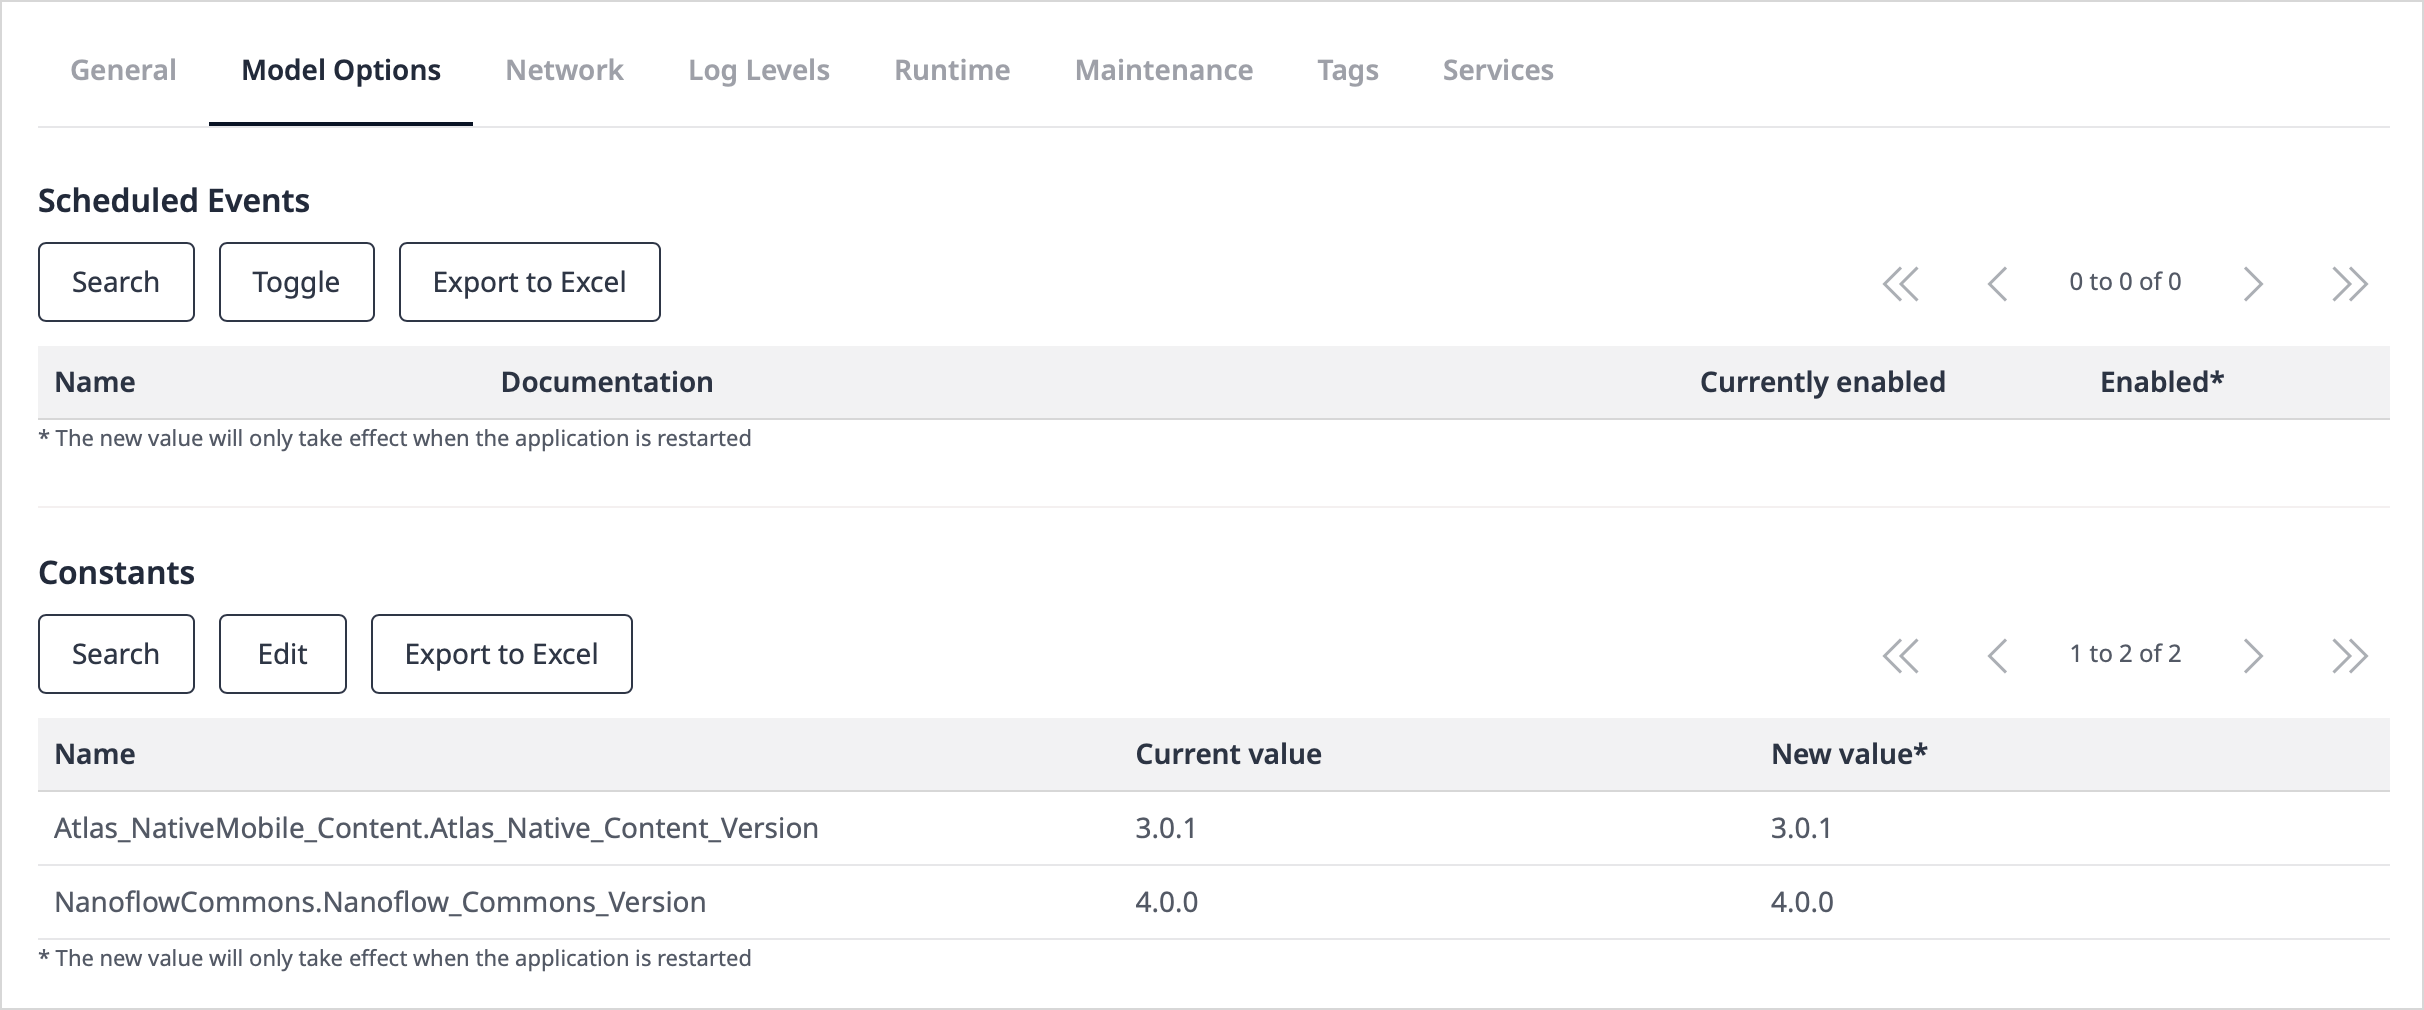 General Model Options Network Log Levels Runtime Maintenance Tags Services
Scheduled Events
Search Toggle Export to Excel 0 to 0 of 0
Name Documentation Currently enabled Enabled*
* The new value will only take effect when the application is restarted
Constants
Search Edit Export to Excel 1 to 2 of 2
Name Current value New value*
Atlas_NativeMobile_Content.Atlas_Native_Content_Version 3.0.1 3.0.1
NanoflowCommons.Nanoflow_Commons_Version 4.0.0 4.0.0
* The new value will only take effect when the application is restarted